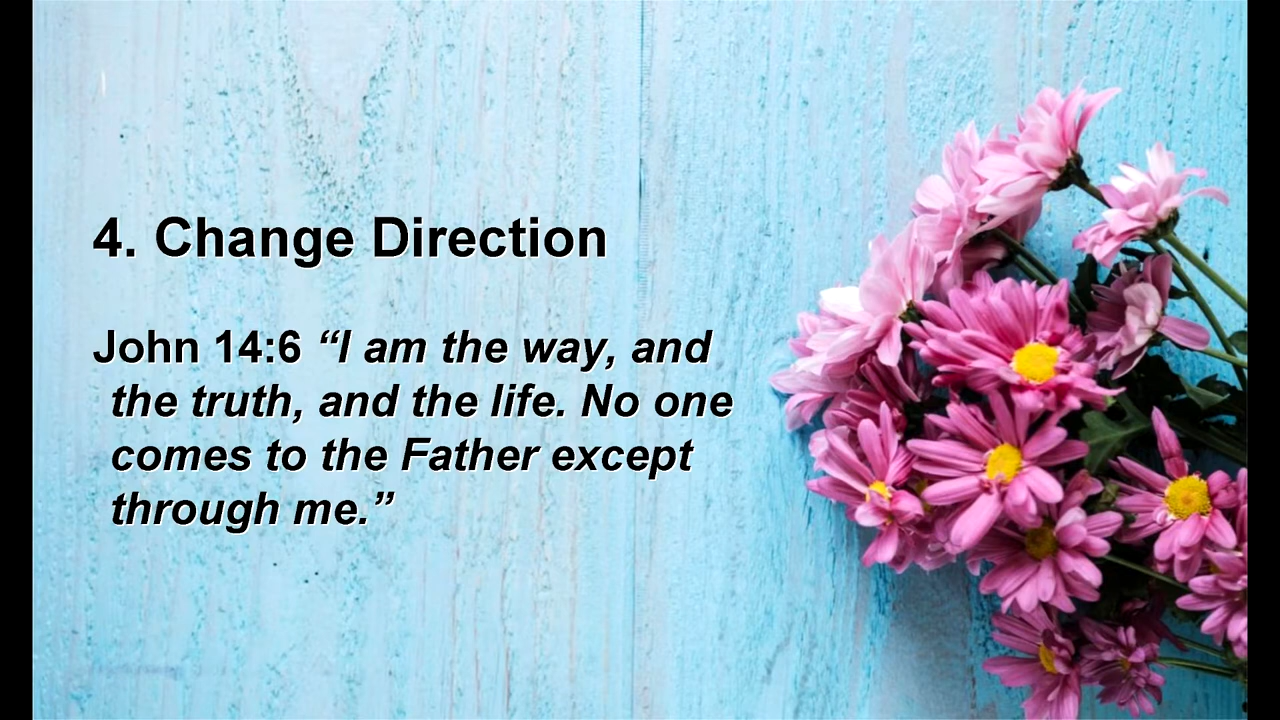 4. Change Direction
John 14:6 “I am the way, and
the truth, and the life. No one
comes to the Father except
through me.”